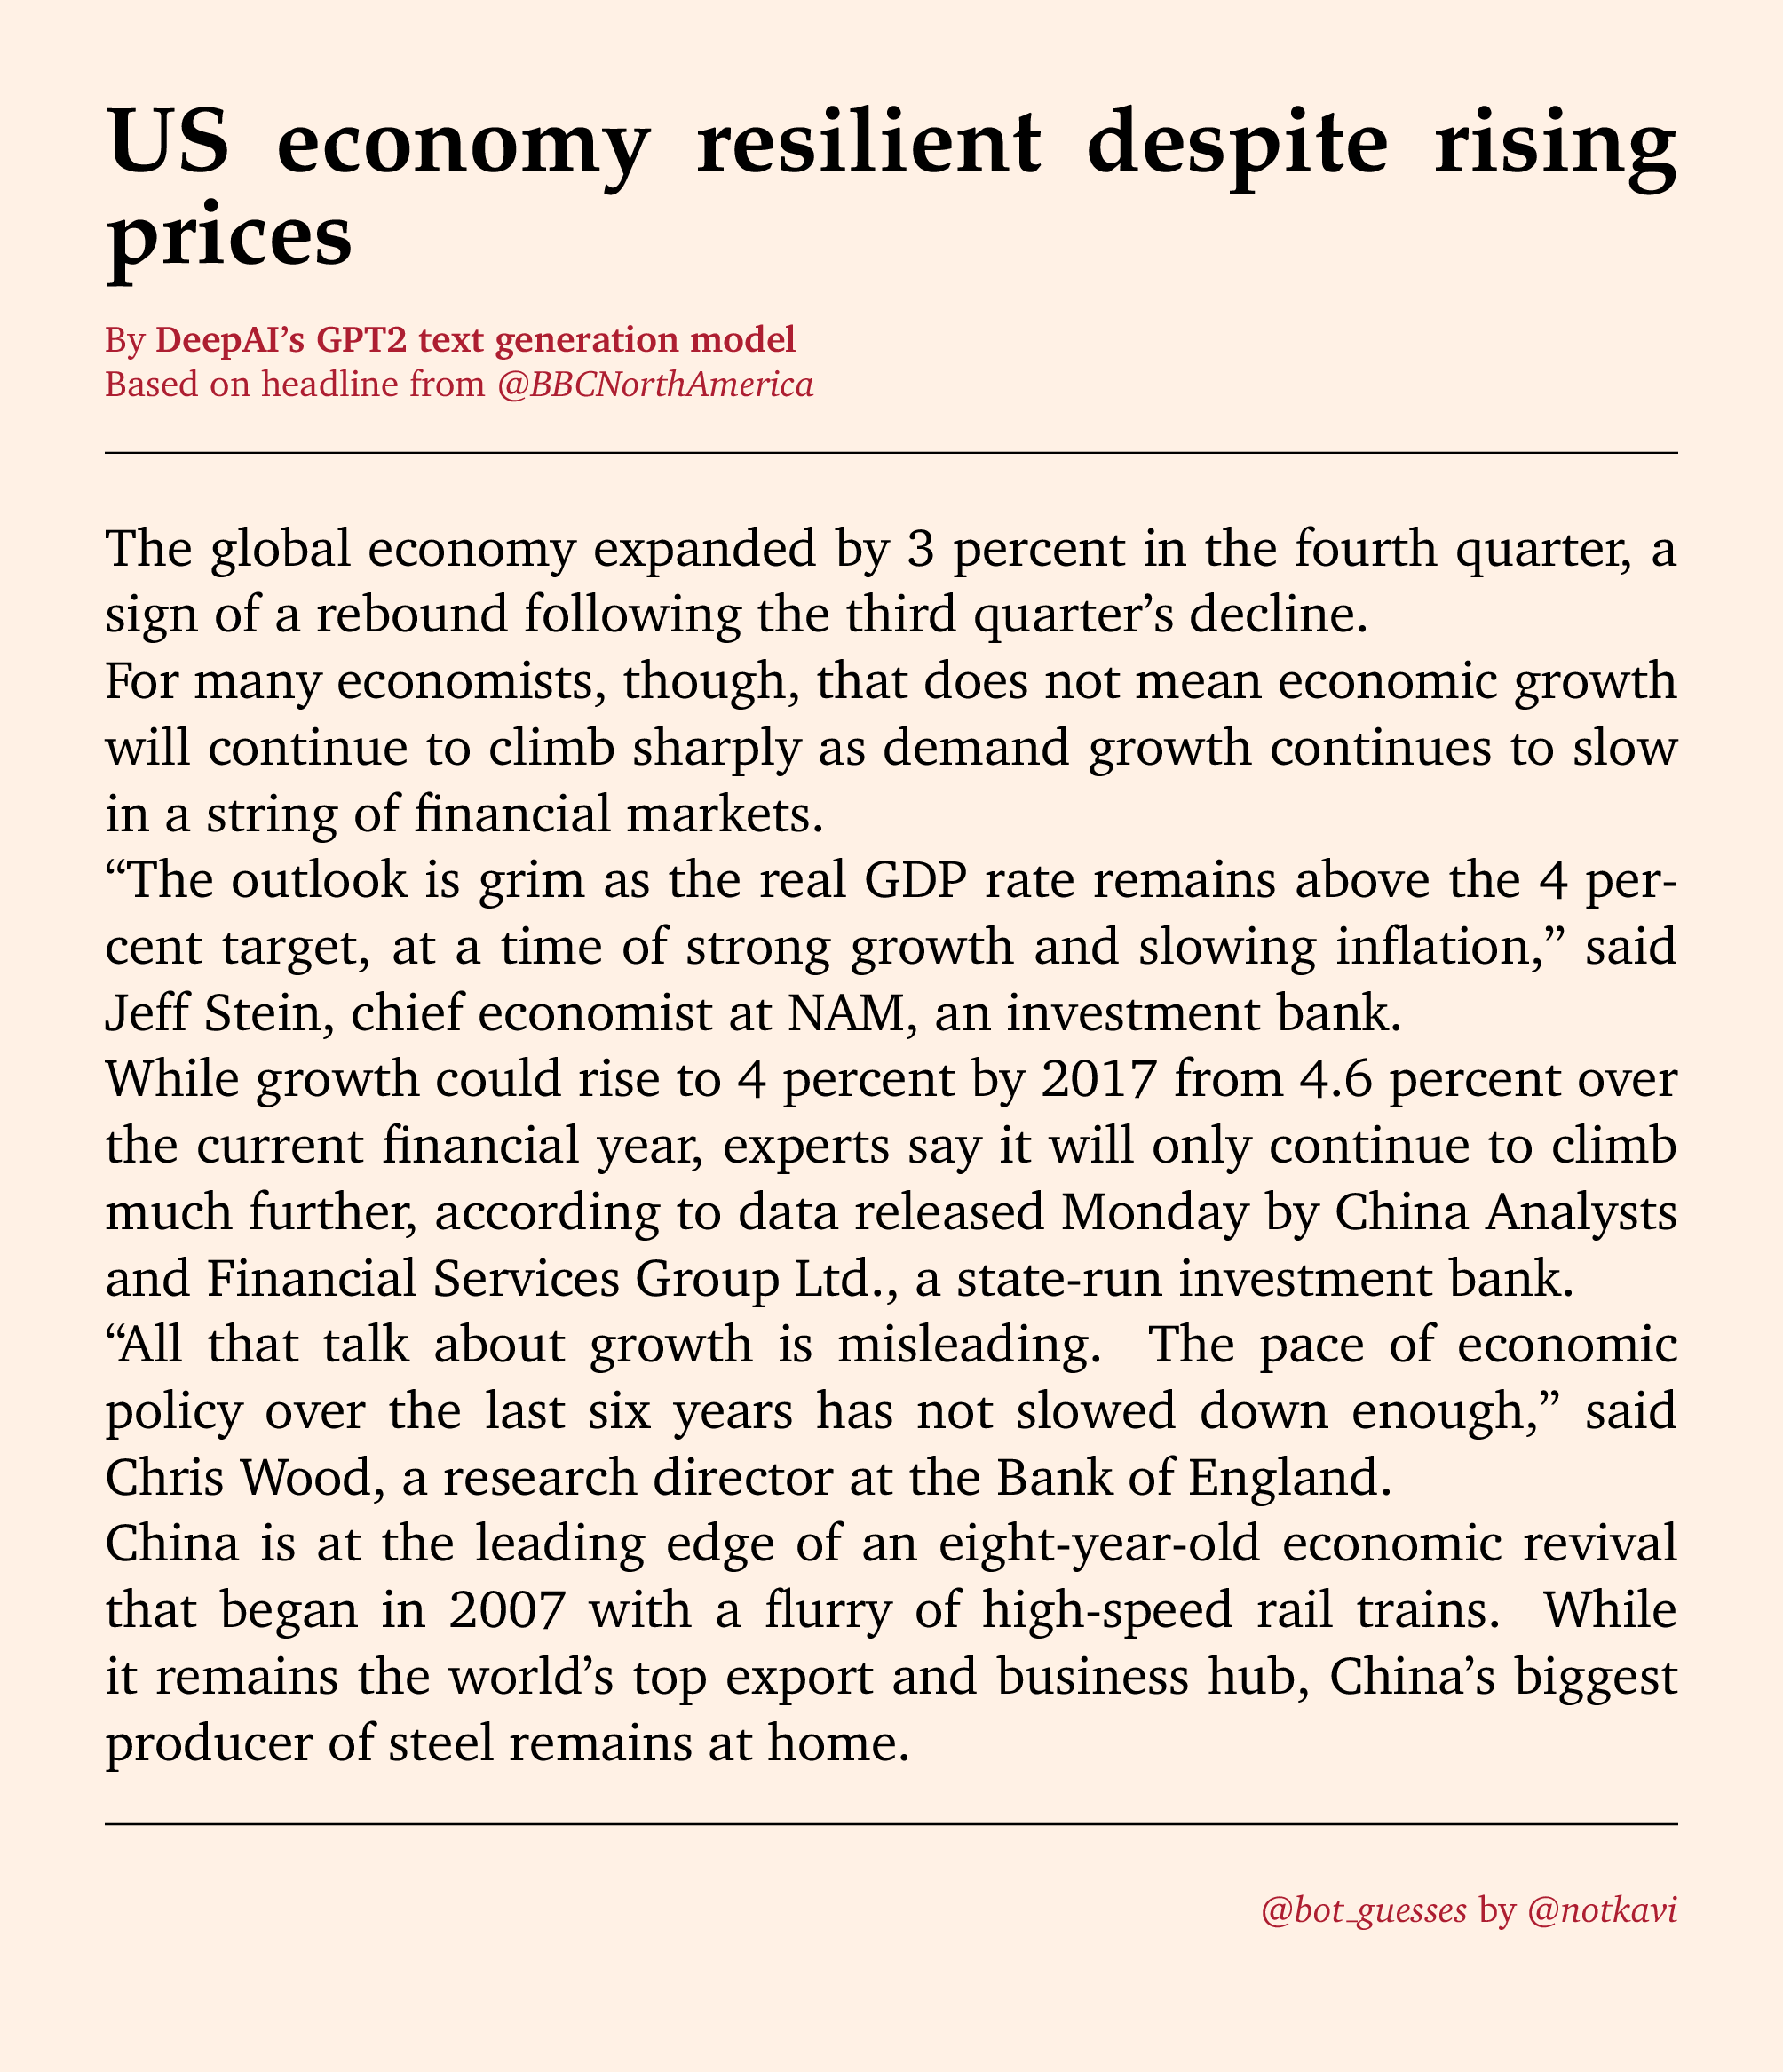 US economy resilient despite rising
prices
By DeepAI’s GPT2 text generation model
Based on headline from @BBCNorthAmerica
The global economy expanded by 3 percent in the fourth quarter, a
sign of a rebound following the third quarter’s decline.
For many economists, though, that does not mean economic growth
will continue to climb sharply as demand growth continues to slow
in a string of financial markets.
“The outlook is grim as the real GDP rate remains above the 4 per-
cent target, at a time of strong growth and slowing inflation,” said
Jeff Stein, chief economist at NAM, an investment bank.
While growth could rise to 4 percent by 2017 from 4.6 percent over
the current financial year, experts say it will only continue to climb
much further, according to data released Monday by China Analysts
and Financial Services Group Ltd., a state-run investment bank.
“All that talk about growth is misleading. The pace of economic
policy over the last six years has not slowed down enough,” said
Chris Wood, a research director at the Bank of England.
China is at the leading edge of an eight-year-old economic revival
that began in 2007 with a flurry of high-speed rail trains. While
it remains the world’s top export and business hub, China’s biggest
producer of steel remains at home.
@bot_guesses by @notkavi